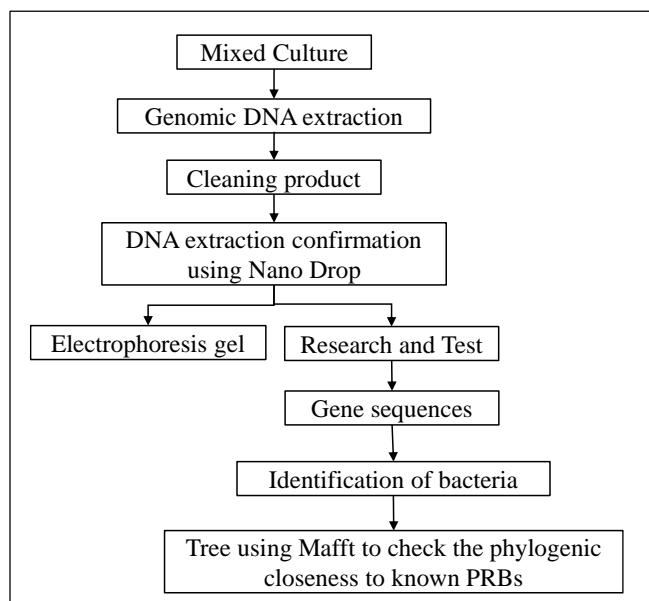 Mixed Culture
Genomic DNA extraction
Cleaning product
DNA extraction confirmation
using Nano Drop
Electrophoresis gel
Research and Test
Gene sequences
Identification of bacteria
Tree using Mafft to check the phylogenic
closeness to known PRBs